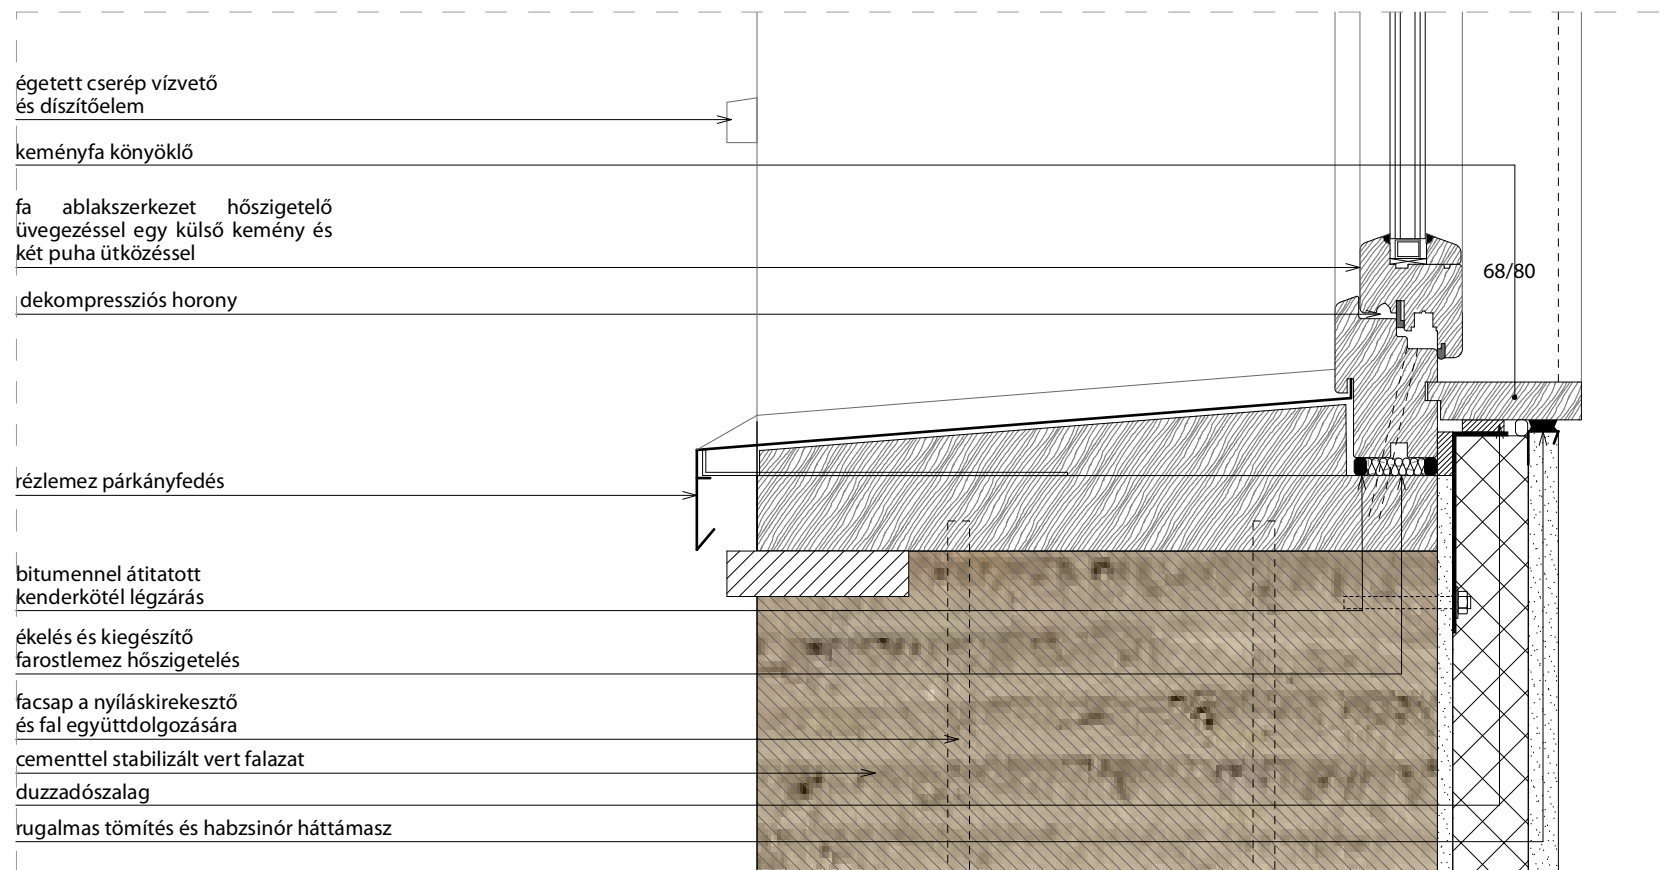 égetett cserép vízvető
és díszítőelem
keményfa könyöklő
fa ablakszerkezet hőszigetelő
üvegezéssel egy külső kemény és
két puha ütközéssel
68/80
dekompressziós horony
rézlemez párkányfedés
bitumennel átitatott
kenderkötél légzárás
ékelés és kiegészítő
farostlemez hőszigetelés
facsap a nyíláskirekesztő
és fal együttdolgozására
cementtel stabilizált vert falazat
duzzadószalag
rugalmas tömítés és habzsinór háttámasz